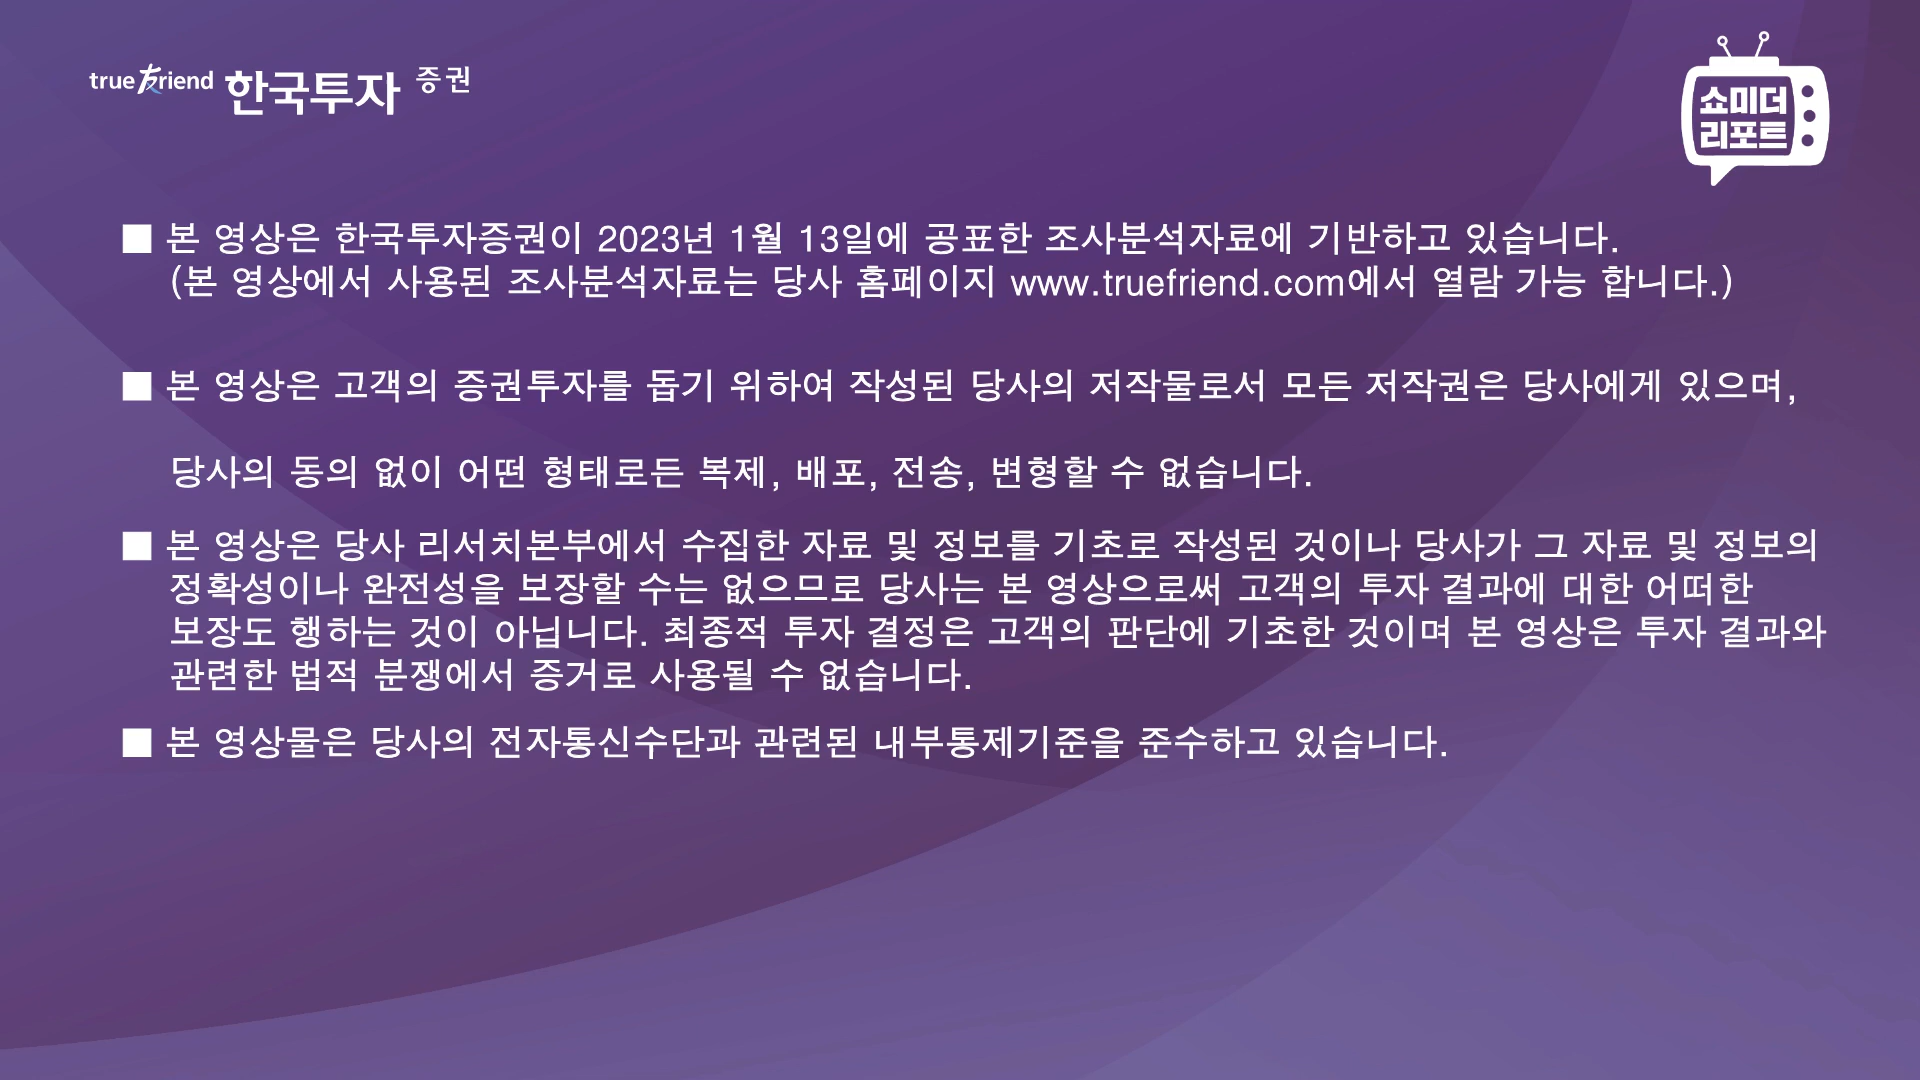 true友riend 한국투자 증권
쇼미더
리포트
■ 본 영상은 한국투자증권이 2023년 1월 13일에 공표한 조사분석자료에 기반하고 있습니다.
(본 영상에서 사용된 조사분석자료는 당사 홈페이지 www.truefriend.com에서 열람 가능 합니다.)
■ 본 영상은 고객의 증권투자를 돕기 위하여 작성된 당사의 저작물로서 모든 저작권은 당사에게 있으며,
당사의 동의 없이 어떤 형태로든 복제, 배포, 전송, 변형할 수 없습니다.
■ 본 영상은 당사 리서치본부에서 수집한 자료 및 정보를 기초로 작성된 것이나 당사가 그 자료 및 정보의
정확성이나 완전성을 보장할 수는 없으므로 당사는 본 영상으로써 고객의 투자 결과에 대한 어떠한
보장도 행하는 것이 아닙니다. 최종적 투자 결정은 고객의 판단에 기초한 것이며 본 영상은 투자 결과와
관련한 법적 분쟁에서 증거로 사용될 수 없습니다.
■ 본 영상물은 당사의 전자통신수단과 관련된 내부통제기준을 준수하고 있습니다.